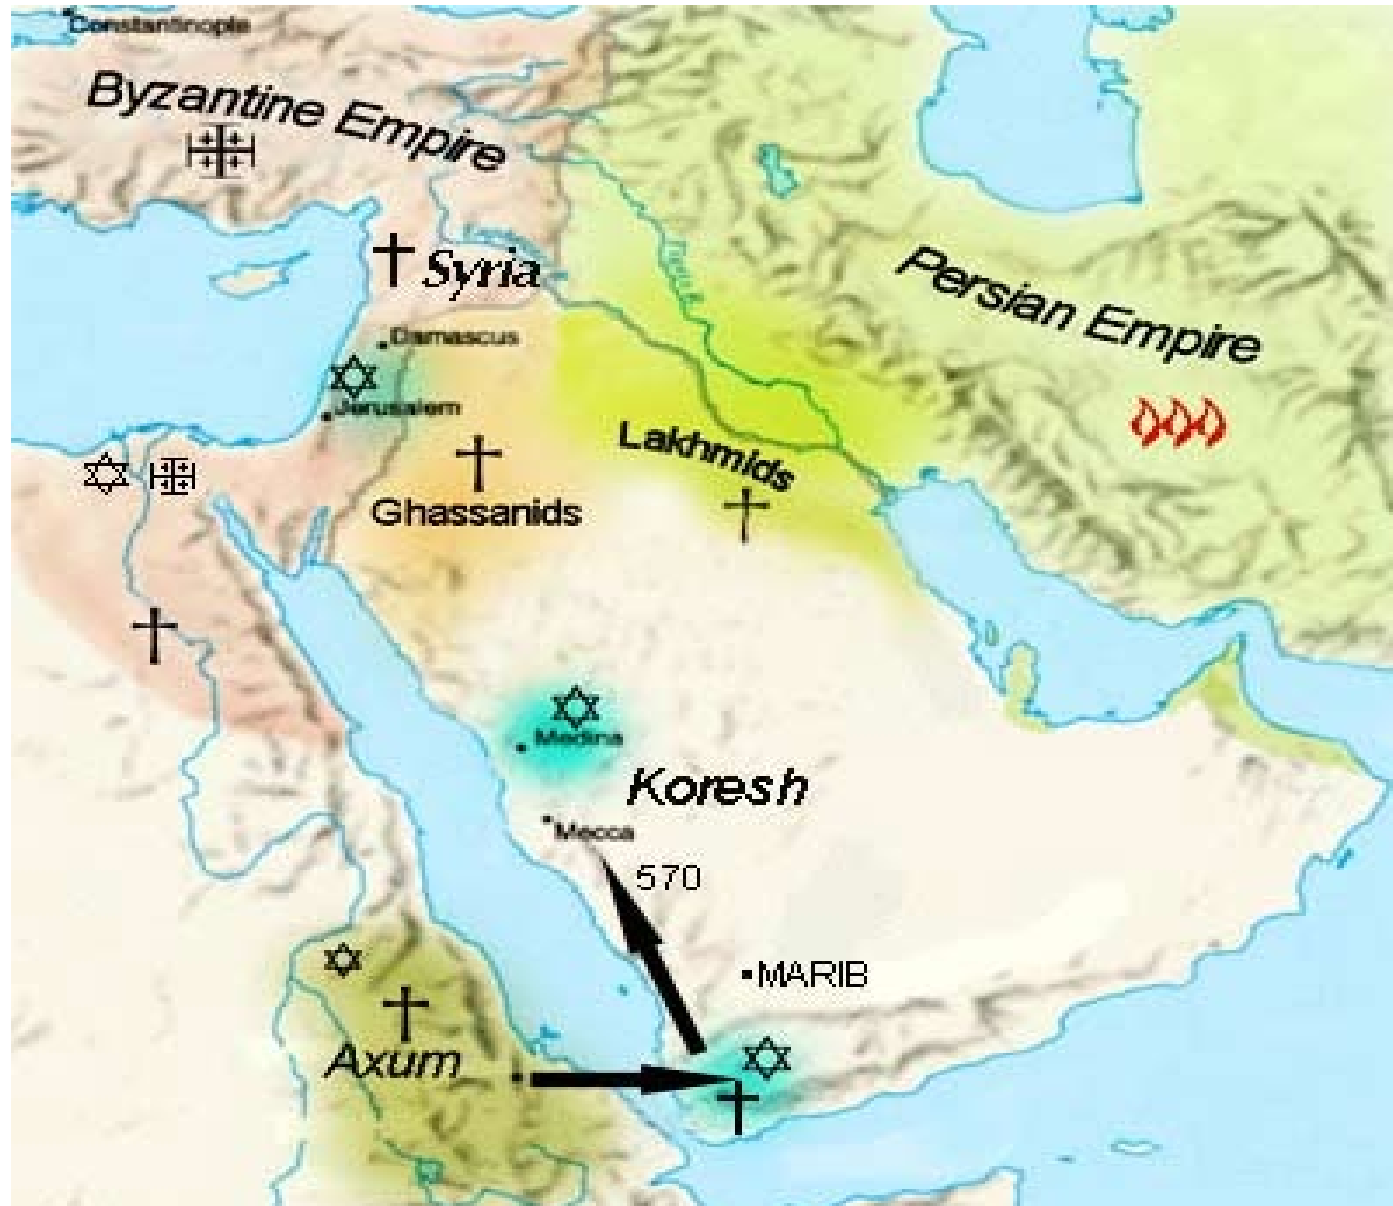 Constantinople
Byzantine Empire
Syria
Persian Empire
Damascus
Jerusalem
Lakhmids
Ghassanids
Medina
Koresh
Mecca
570
MARIB
Axum